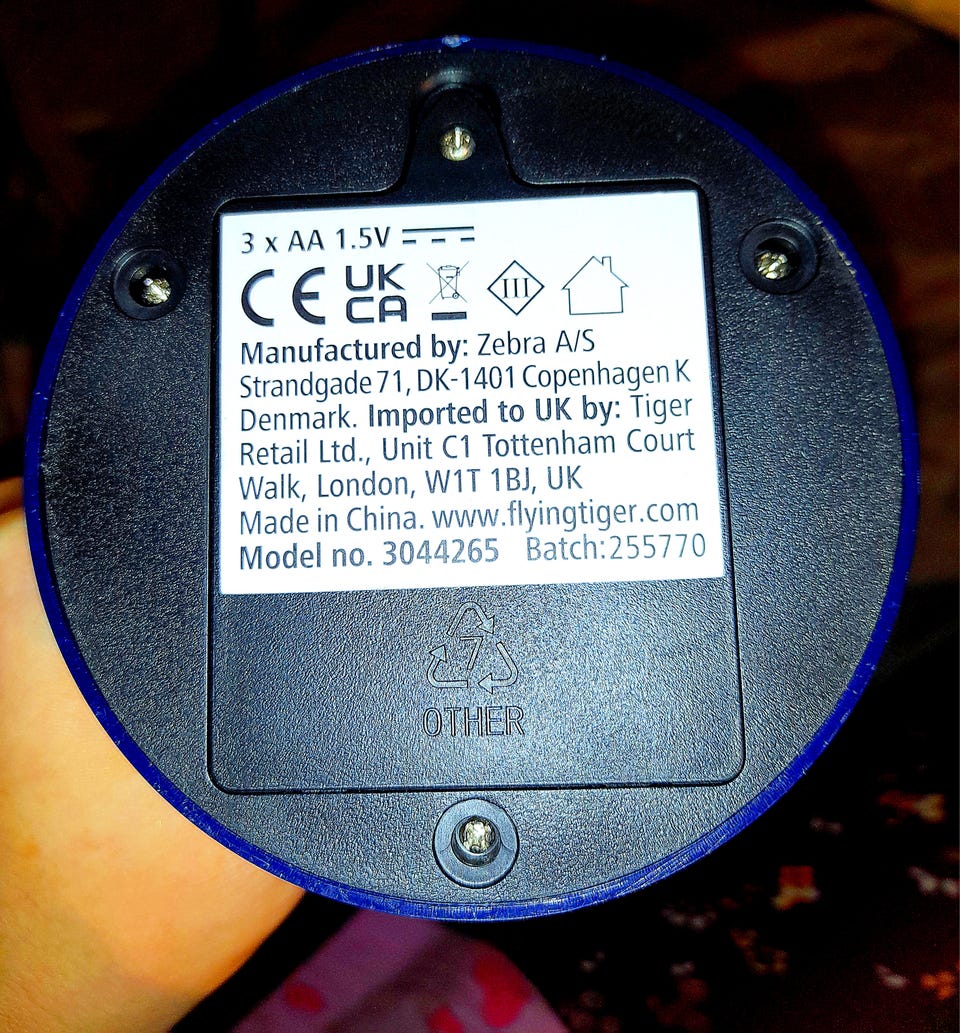 3 x AA 1.5V
CE UK
CA
III
Manufactured by: Zebra A/S
Strandgade 71, DK-1401 Copenhagen K
Denmark. Imported to UK by: Tiger
Retail Ltd., Unit C1 Tottenham Court
Walk, London, W1T 1BJ, UK
Made in China. www.flyingtiger.com
Model no. 3044265 Batch:255770
7
OTHER